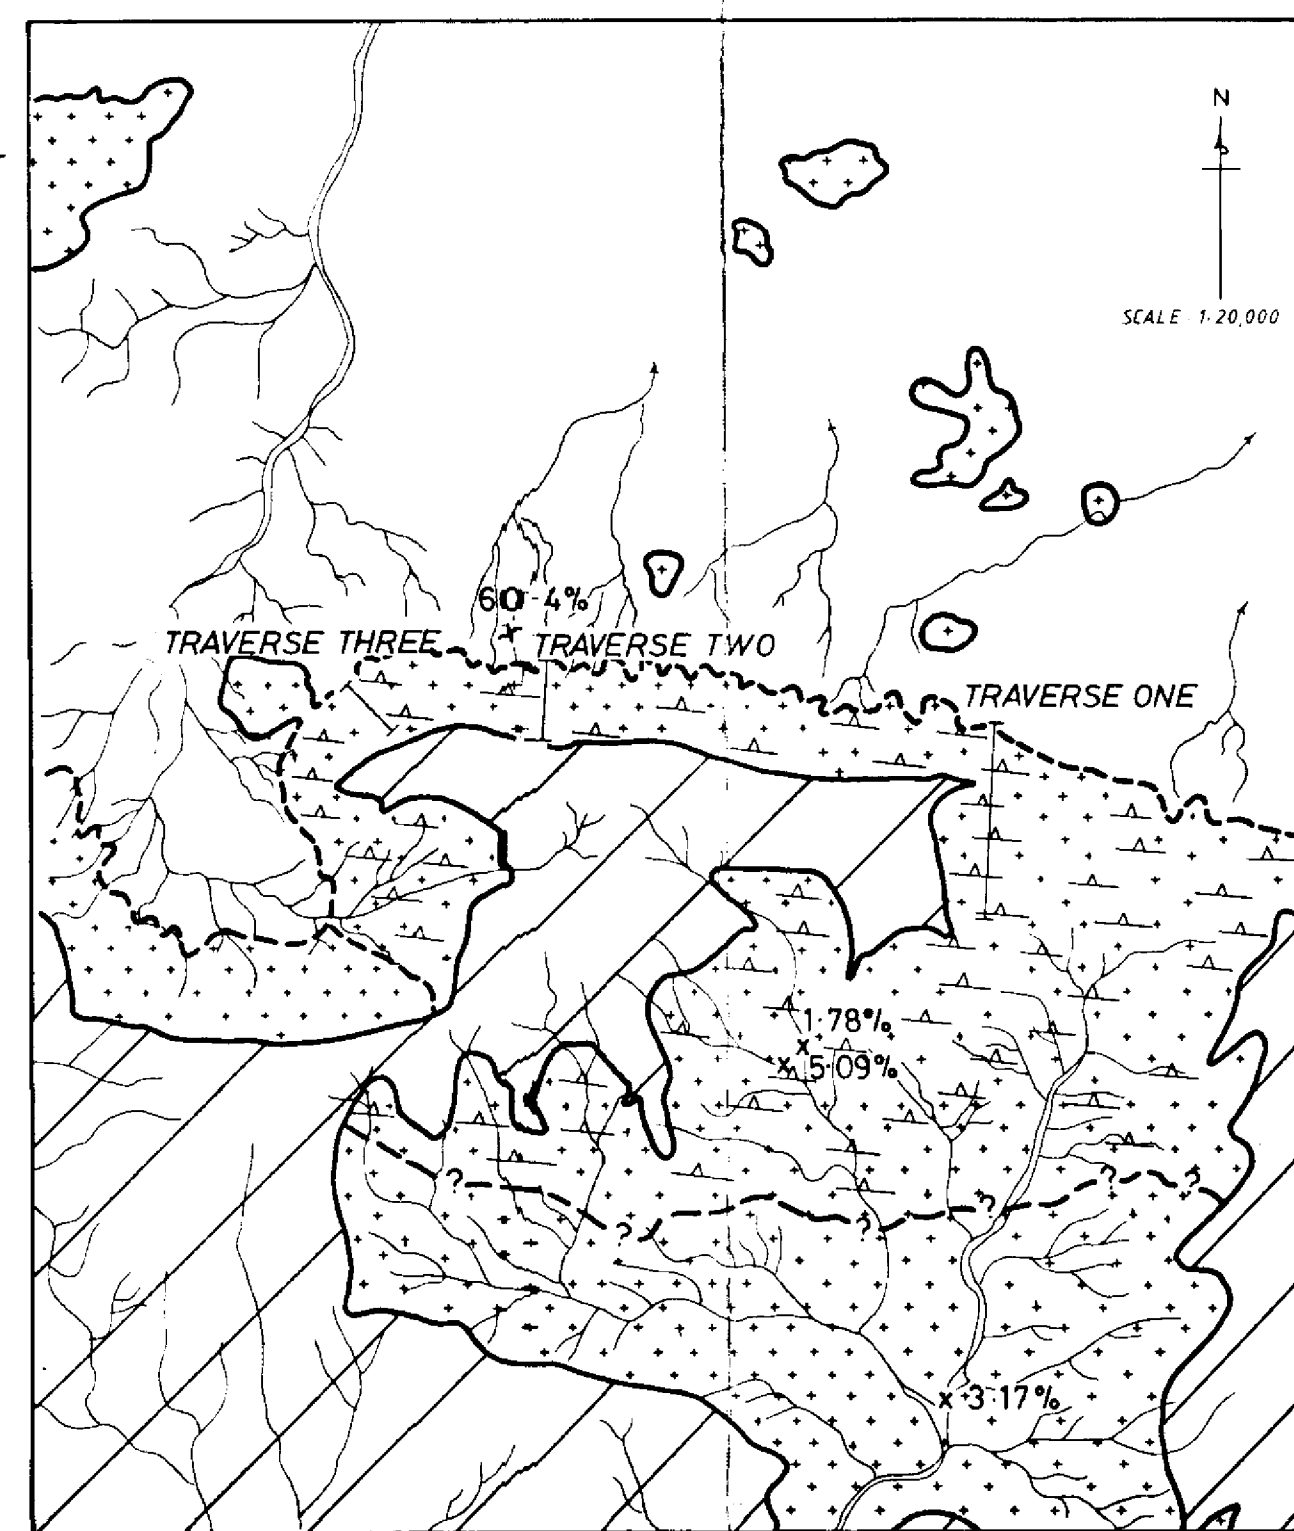 N
SCALE 1:20,000
60.4%
TRAVERSE THREE
TRAVERSE TWO
TRAVERSE ONE
1.78%
5.09%
?
?
?
?
?
?
3.17%